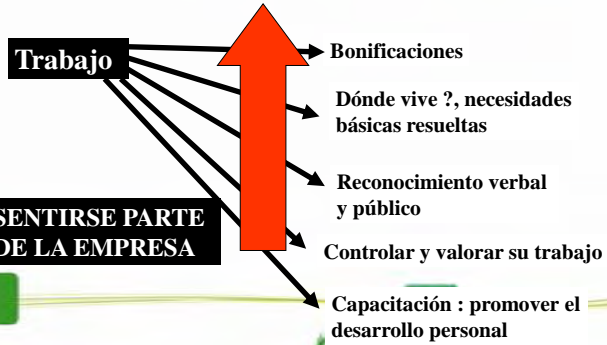 Trabajo
Bonificaciones
Dónde vive ?, necesidades
básicas resueltas
Reconocimiento verbal
y público
SENTIRSE PARTE
DE LA EMPRESA
Controlar y valorar su trabajo
Capacitación : promover el
desarrollo personal